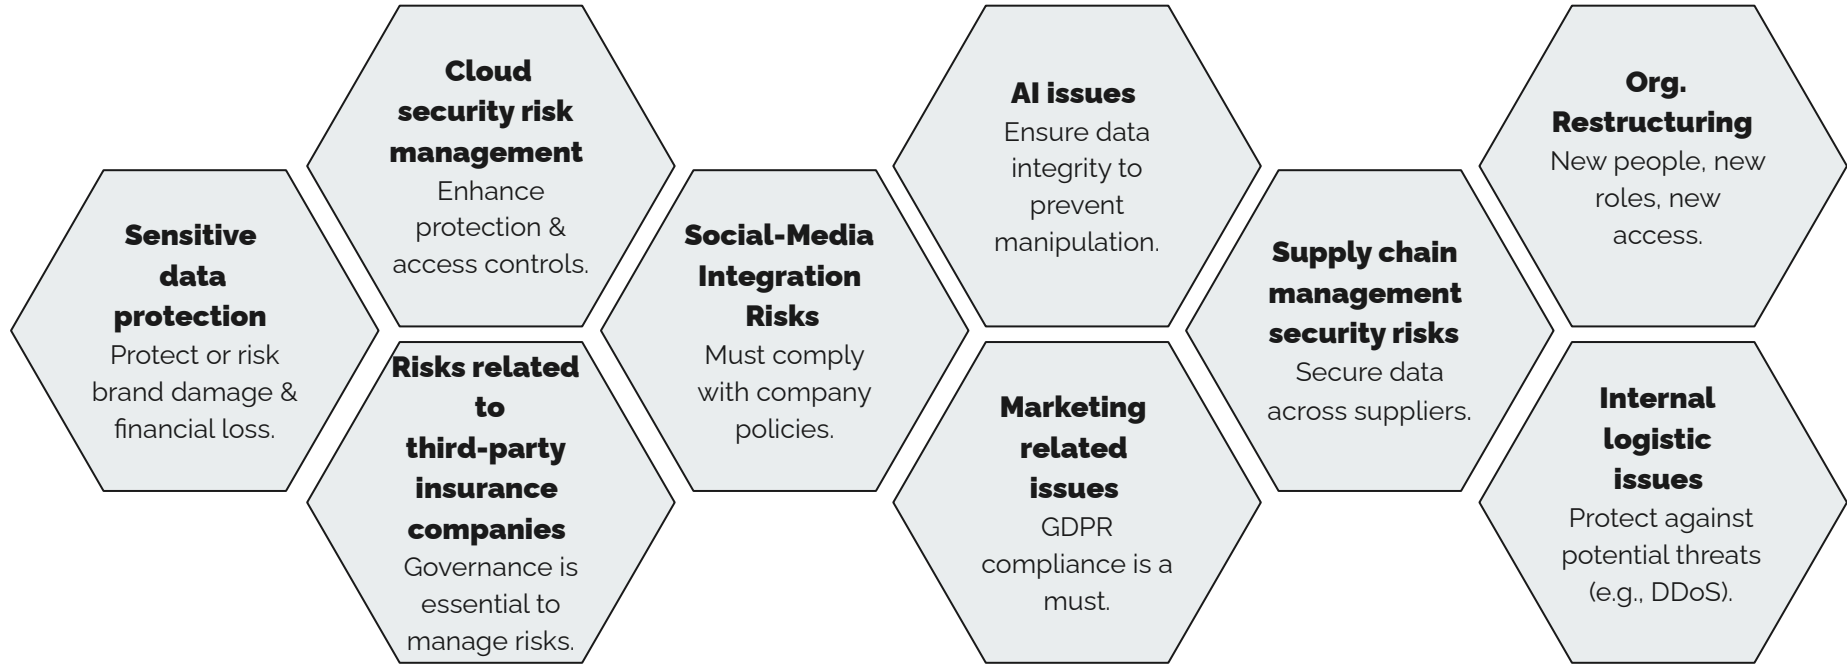 Sensitive
data
protection
Protect or risk
brand damage &
financial loss.
Cloud
security risk
management
Enhance
protection &
access controls.
Risks related
to
third-party
insurance
companies
Governance is
essential to
manage risks.
Social-Media
Integration
Risks
Must comply
with company
policies.
AI issues
Ensure data
integrity to
prevent
manipulation.
Marketing
related
issues
GDPR
compliance is a
must.
Supply chain
management
security risks
Secure data
across suppliers.
Org.
Restructuring
New people, new
roles, new
access.
Internal
logistic
issues
Protect against
potential threats
(e.g., DDoS).